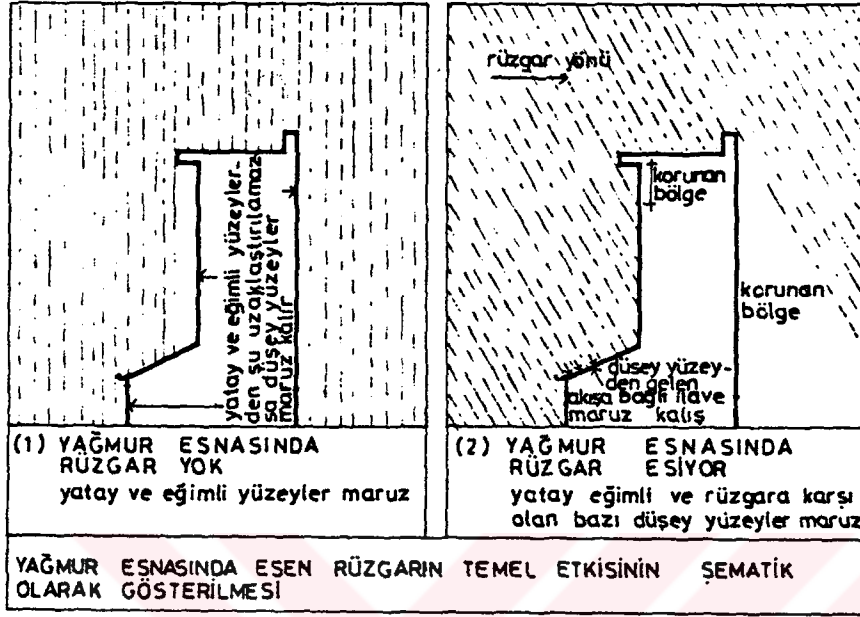 yatay ve eğimli yüzeyler-
den su uzaklaştırılamaz-
sa düşey yüzeyler
maruz kalır
(1) YAĞMUR ESNASINDA
RÜZGAR YOK
yatay ve eğimli yüzeyler maruz
rüzgar yönü
korunan
bölge
korunan
bölge
düşey yüzey-
den gelen
akışa bağlı ilave
maruz kalış
(2) YAĞMUR ESNASINDA
RÜZGAR ESİYOR
yatay eğimli ve rüzgara karşı
olan bazı düşey yüzeyler maruz
YAĞMUR ESNASINDA ESEN RÜZGARIN TEMEL ETKİSİNİN ŞEMATİK
OLARAK GÖSTERİLMESİ